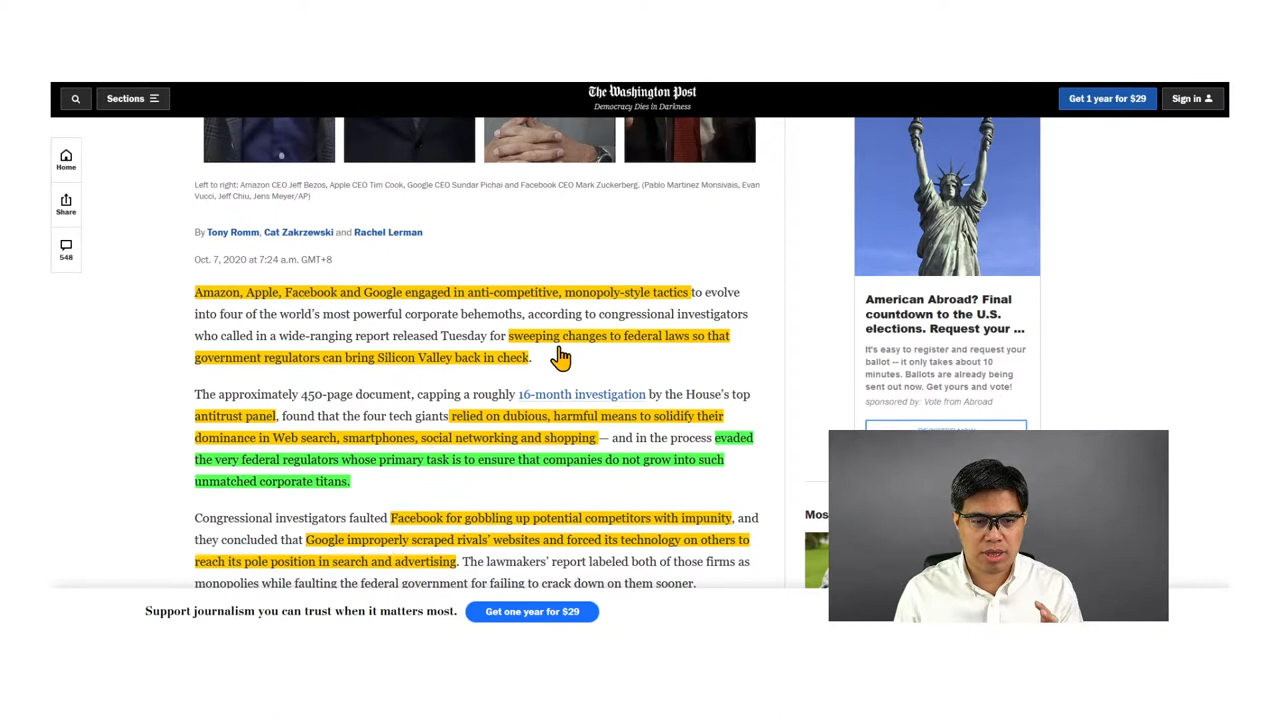 Sections
The Washington Post
Democracy Dies in Darkness
Get 1 year for $29
Sign in
Home
Share
548
Left to right: Amazon CEO Jeff Bezos, Apple CEO Tim Cook, Google CEO Sundar Pichai and Facebook CEO Mark Zuckerberg. (Pablo Martinez Monsivais, Evan
Vucci, Jeff Chiu, Jens Meyer/AP)
By Tony Romm, Cat Zakrzewski and Rachel Lerman
Oct. 7, 2020 at 7:24 a.m. GMT+8
Amazon, Apple, Facebook and Google engaged in anti-competitive, monopoly-style tactics to evolve
into four of the world's most powerful corporate behemoths, according to congressional investigators
who called in a wide-ranging report released Tuesday for sweeping changes to federal laws so that
government regulators can bring Silicon Valley back in check.
The approximately 450-page document, capping a roughly 16-month investigation by the House's top
antitrust panel, found that the four tech giants relied on dubious, harmful means to solidify their
dominance in Web search, smartphones, social networking and shopping — and in the process evaded
the very federal regulators whose primary task is to ensure that companies do not grow into such
unmatched corporate titans.
Congressional investigators faulted Facebook for gobbling up potential competitors with impunity, and
they concluded that Google improperly scraped rivals' websites and forced its technology on others to
reach its pole position in search and advertising. The lawmakers' report labeled both of those firms as
monopolies while faulting the federal government for failing to crack down on them sooner.
American Abroad? Final
countdown to the U.S.
elections. Request your ...
It's easy to register and request your
ballot — it only takes about 10
minutes. Ballots are already being
sent out now. Get yours and vote!
sponsored by: Vote from Abroad
Mos
Support journalism you can trust when it matters most.
Get one year for $29